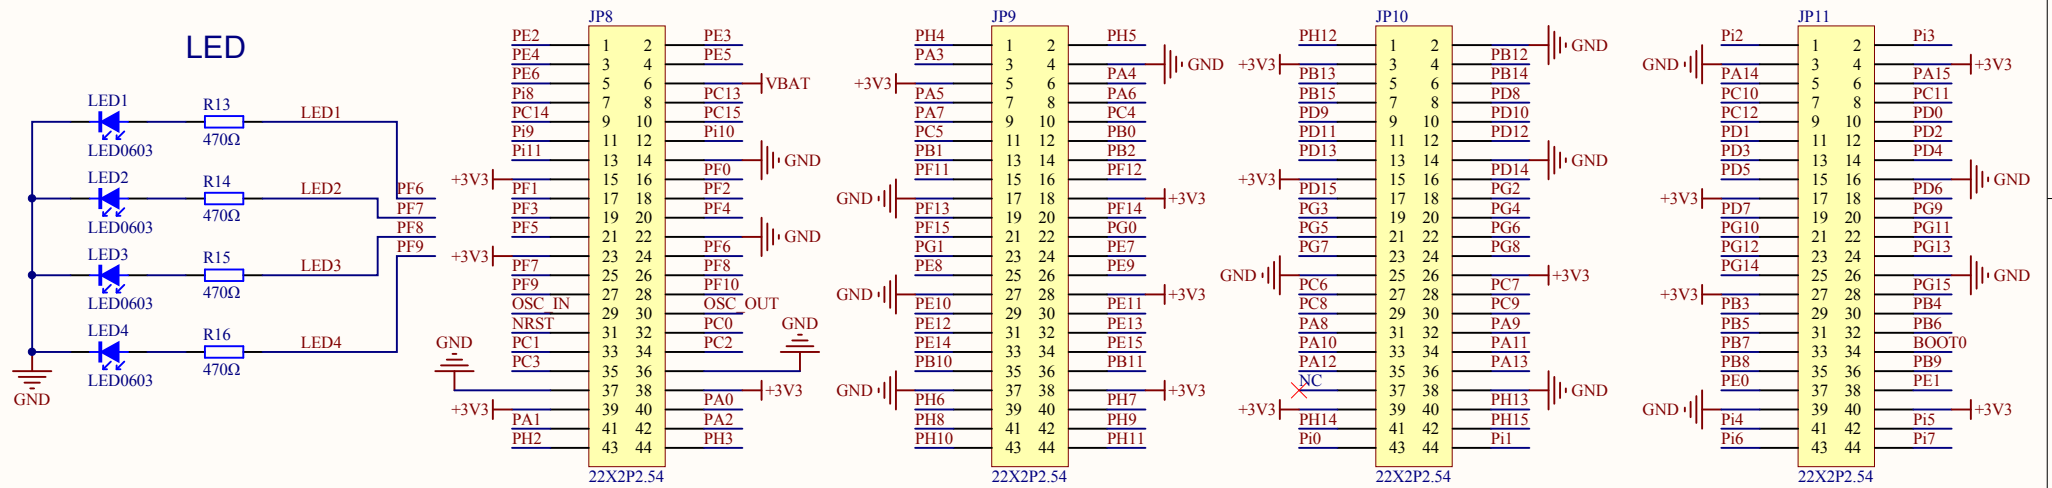 LED
LED1
R13
LED1
LED0603
470Ω
LED2
R14
LED2
LED0603
470Ω
LED3
R15
LED3
LED0603
470Ω
LED4
R16
LED4
LED0603
470Ω
GND
PF6
PF7
PF8
PF9
JP8
PE2 1 2 PE3
PE4 3 4 PE5
PE6 5 6 VBAT
Pi8 7 8 PC13
PC14 9 10 PC15
Pi9 11 12 Pi10
Pi11 13 14 GND
+3V3 15 16 PF0
PF1 17 18 PF2
PF3 19 20 PF4
PF5 21 22 GND
+3V3 23 24 PF6
PF7 25 26 PF8
PF9 27 28 PF10
OSC_IN 29 30 OSC_OUT
NRST 31 32 PC0
PC1 33 34 PC2
PC3 35 36 GND
GND 37 38 +3V3
+3V3 39 40 PA0
PA1 41 42 PA2
PH2 43 44 PH3
22X2P2.54
JP9
PH4 1 2 PH5
PA3 3 4 GND
+3V3 5 6 PA4
PA5 7 8 PA6
PA7 9 10 PC4
PC5 11 12 PB0
PB1 13 14 PB2
PF11 15 16 PF12
GND 17 18 +3V3
PF13 19 20 PF14
PF15 21 22 PG0
PG1 23 24 PE7
PE8 25 26 PE9
GND 27 28 +3V3
PE10 29 30 PE11
PE12 31 32 PE13
PE14 33 34 PE15
PB10 35 36 PB11
GND 37 38 +3V3
PH6 39 40 PH7
PH8 41 42 PH9
PH10 43 44 PH11
22X2P2.54
JP10
PH12 1 2 GND
+3V3 3 4 PB12
PB13 5 6 PB14
PB15 7 8 PD8
PD9 9 10 PD10
PD11 11 12 PD12
PD13 13 14 GND
+3V3 15 16 PD14
PD15 17 18 PG2
PG3 19 20 PG4
PG5 21 22 PG6
PG7 23 24 PG8
GND 25 26 +3V3
PC6 27 28 PC7
PC8 29 30 PC9
PA8 31 32 PA9
PA10 33 34 PA11
PA12 35 36 PA13
NC 37 38 GND
+3V3 39 40 PH13
PH14 41 42 PH15
Pi0 43 44 Pi1
22X2P2.54
JP11
Pi2 1 2 Pi3
GND 3 4 +3V3
PA14 5 6 PA15
PC10 7 8 PC11
PC12 9 10 PD0
PD1 11 12 PD2
PD3 13 14 PD4
PD5 15 16 GND
+3V3 17 18 PD6
PD7 19 20 PG9
PG10 21 22 PG11
PG12 23 24 PG13
PG14 25 26 GND
+3V3 27 28 PG15
PB3 29 30 PB4
PB5 31 32 PB6
PB7 33 34 BOOT0
PB8 35 36 PB9
PE0 37 38 PE1
GND 39 40 +3V3
Pi4 41 42 Pi5
Pi6 43 44 Pi7
22X2P2.54